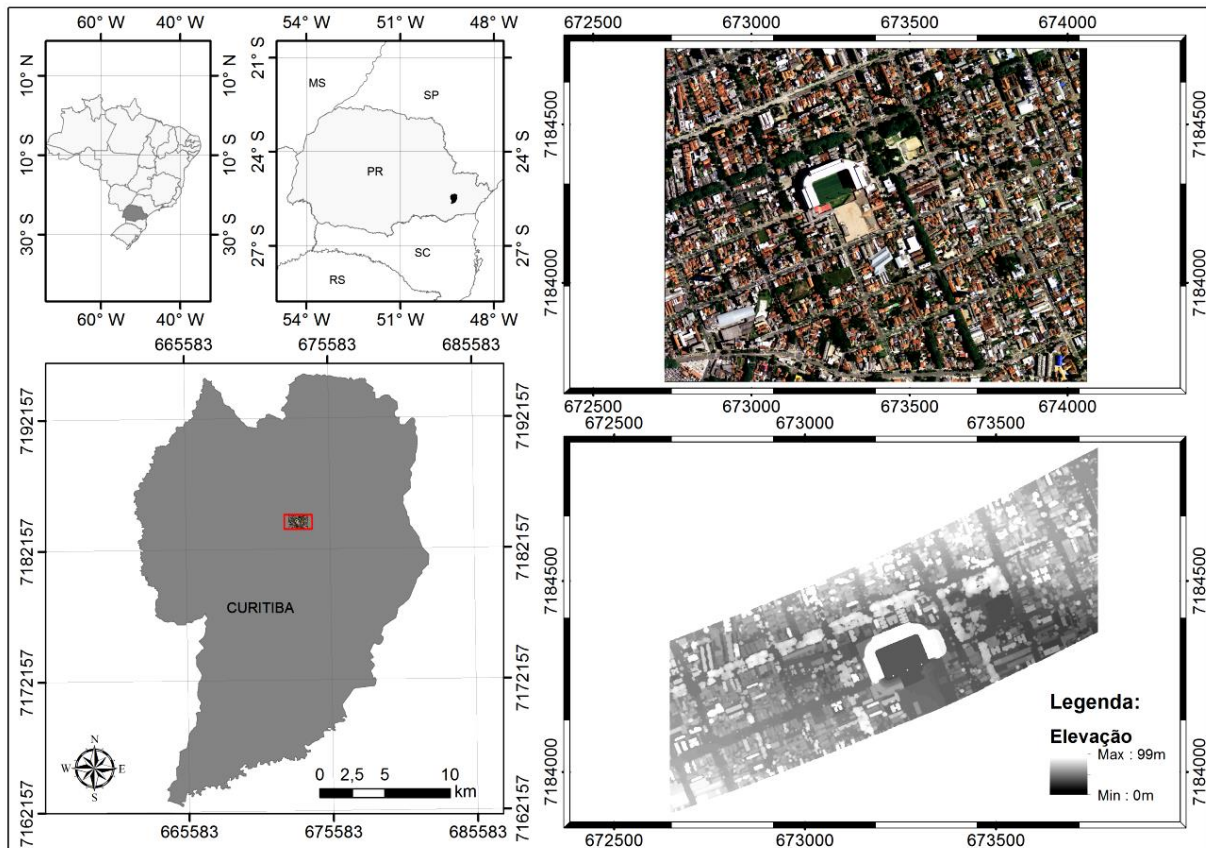 60° W 40° W
10° N
10° S
30° S
10° N
10° S
30° S
60° W 40° W
54° W 51° W 48° W
21° S
24° S
27° S
21° S
24° S
27° S
MS
SP
PR
SC
RS
54° W 51° W 48° W
672500 673000 673500 674000
7184500
7184000
7184500
7184000
672500 673000 673500 674000
665583 675583 685583
7192157
7182157
7172157
7162157
7192157
7182157
7172157
7162157
CURITIBA
N
W E
S
0 2,5 5 10
km
665583 675583 685583
672500 673000 673500
7184500
7184000
7184500
7184000
Legenda:
Elevação
Max : 99m
Min : 0m
672500 673000 673500